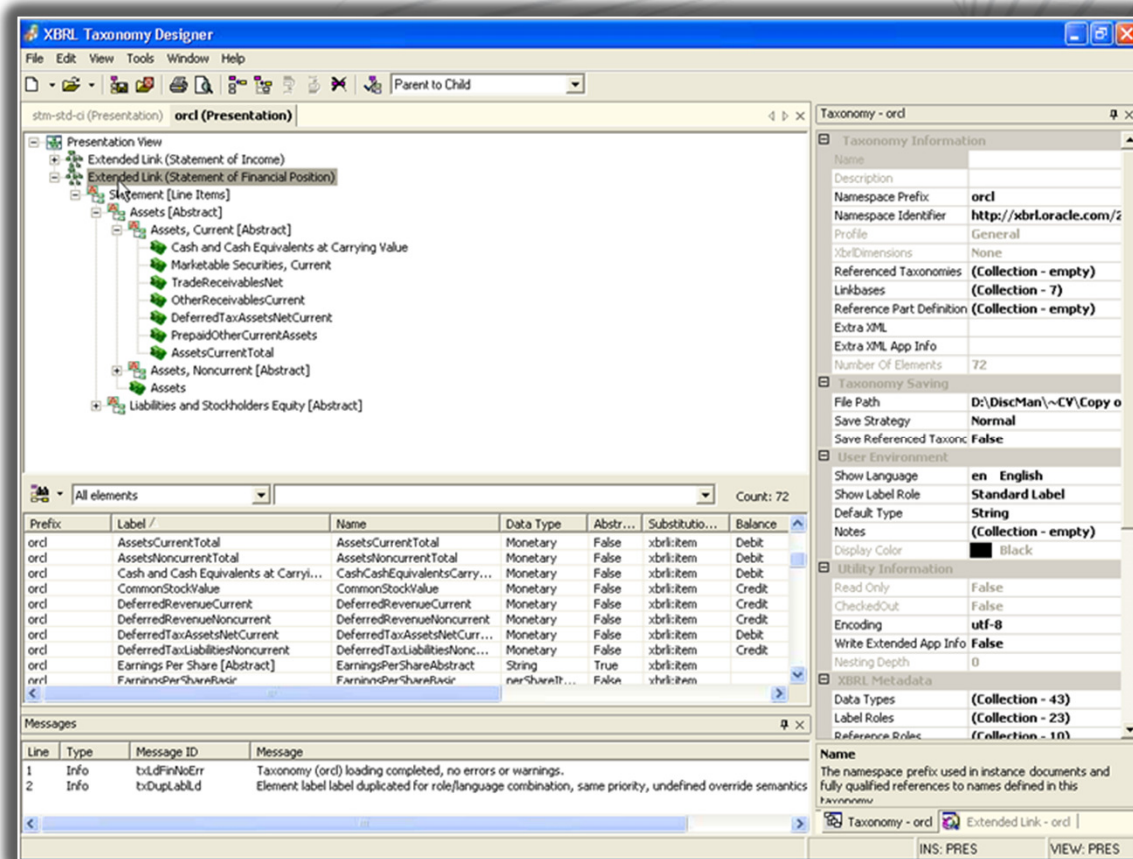 XBRL Taxonomy Designer
File Edit View Tools Window Help
Parent to Child
stm-std-ci (Presentation) orcl (Presentation)
Presentation View
Extended Link (Statement of Income)
Extended Link (Statement of Financial Position)
Statement [Line Items]
Assets [Abstract]
Assets, Current [Abstract]
Cash and Cash Equivalents at Carrying Value
Marketable Securities, Current
TradeReceivablesNet
OtherReceivablesCurrent
DeferredTaxAssetsNetCurrent
PrepaidOtherCurrentAssets
AssetsCurrentTotal
Assets, Noncurrent [Abstract]
Assets
Liabilities and Stockholders Equity [Abstract]
All elements Count: 72
Prefix Label / Name Data Type Abstr... Substitutio... Balance
orcl AssetsCurrentTotal AssetsCurrentTotal Monetary False xbrli:item Debit
orcl AssetsNoncurrentTotal AssetsNoncurrentTotal Monetary False xbrli:item Debit
orcl Cash and Cash Equivalents at Carryi... CashCashEquivalentsCarry... Monetary False xbrli:item Debit
orcl CommonStockValue CommonStockValue Monetary False xbrli:item Credit
orcl DeferredRevenueCurrent DeferredRevenueCurrent Monetary False xbrli:item Credit
orcl DeferredRevenueNoncurrent DeferredRevenueNoncurrent Monetary False xbrli:item Credit
orcl DeferredTaxAssetsNetCurrent DeferredTaxAssetsNetCurr... Monetary False xbrli:item Debit
orcl DeferredTaxLiabilitiesNoncurrent DeferredTaxLiabilitiesNonc... Monetary False xbrli:item Credit
orcl Earnings Per Share [Abstract] EarningsPerShareAbstract String True xbrli:item
orcl EarningsPerShareBasic EarningsPerShareBasic perShareIt... False xbrli:item
Messages
Line Type Message ID Message
1 Info txLdFinNoErr Taxonomy (orcl) loading completed, no errors or warnings.
2 Info txDupLablLd Element label label duplicated for role/language combination, same priority, undefined override semantics
Taxonomy - orcl
Taxonomy Information
Name
Description
Namespace Prefix orcl
Namespace Identifier http://xbrl.oracle.com/2
Profile General
XbrlDimensions None
Referenced Taxonomies (Collection - empty)
Linkbases (Collection - 7)
Reference Part Definition (Collection - empty)
Extra XML
Extra XML App Info
Number Of Elements 72
Taxonomy Saving
File Path D:\DiscMan\~CV\Copy o
Save Strategy Normal
Save Referenced Taxonc False
User Environment
Show Language en English
Show Label Role Standard Label
Default Type String
Notes (Collection - empty)
Display Color Black
Utility Information
Read Only False
CheckedOut False
Encoding utf-8
Write Extended App Info False
Nesting Depth 0
XBRL Metadata
Data Types (Collection - 43)
Label Roles (Collection - 23)
Reference Roles (Collection - 10)
Name
The namespace prefix used in instance documents and
fully qualified references to names defined in this
taxonomy
Taxonomy - orcl Extended Link - orcl
INS: PRES VIEW: PRES